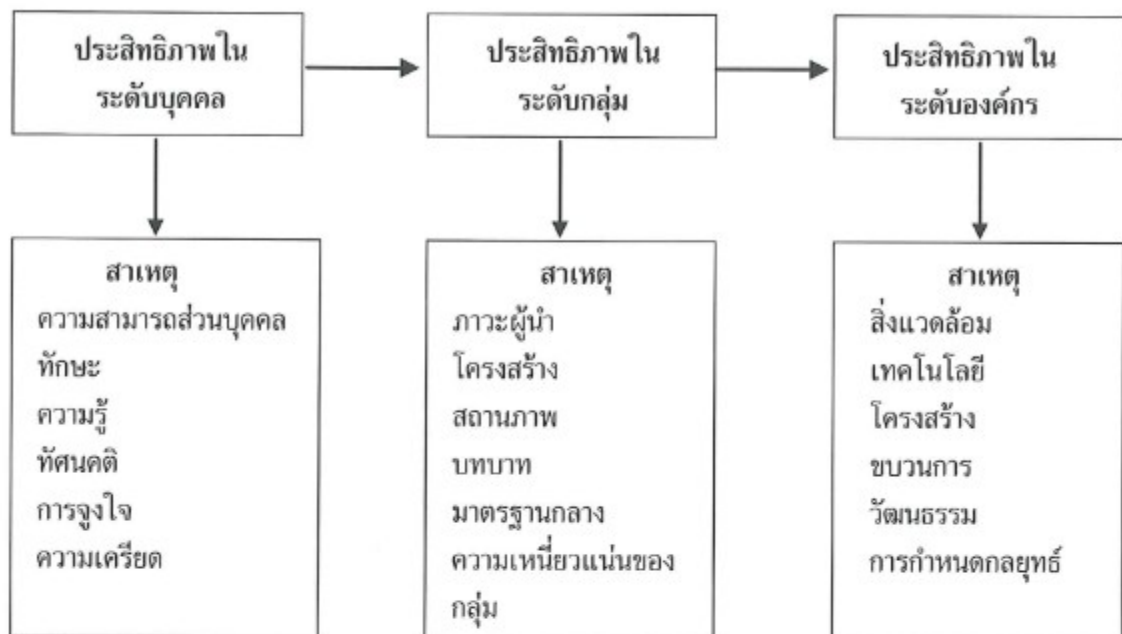 ประสิทธิภาพใน
ระดับบุคคล
ประสิทธิภาพใน
ระดับกลุ่ม
ประสิทธิภาพใน
ระดับองค์กร
สาเหตุ
ความสามารถส่วนบุคคล
ทักษะ
ความรู้
ทัศนคติ
การจูงใจ
ความเครียด
สาเหตุ
ภาวะผู้นำ
โครงสร้าง
สถานภาพ
บทบาท
มาตรฐานกลาง
ความเหนี่ยวแน่นของ
กลุ่ม
สาเหตุ
สิ่งแวดล้อม
เทคโนโลยี
โครงสร้าง
ขบวนการ
วัฒนธรรม
การกำหนดกลยุทธ์